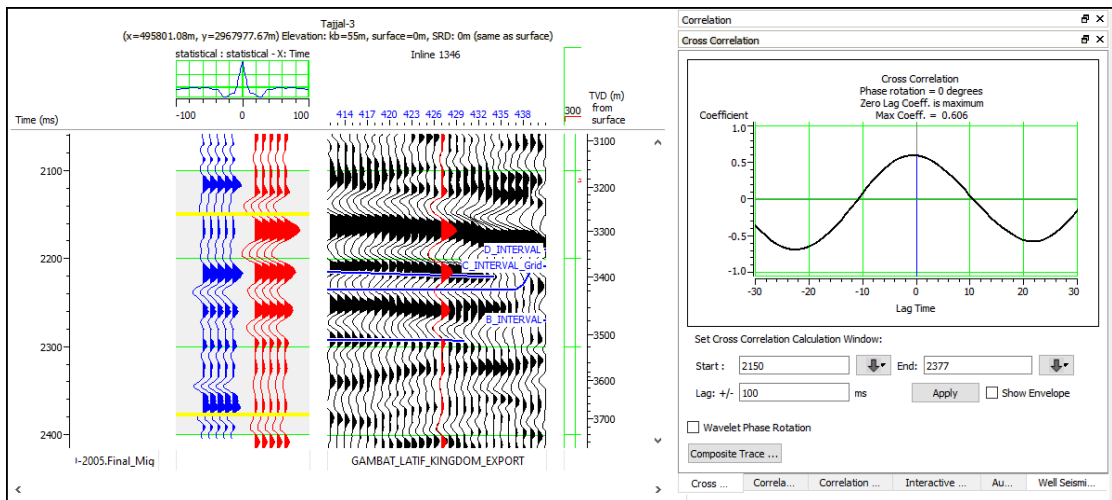 Tajjal-3
(x=495801.08m, y=2967977.67m) Elevation: kb=55m, surface=0m, SRD: 0m (same as surface)
statistical : statistical - X: Time
Inline 1346
-100 0 100
414 417 420 423 426 429 432 435 438
300
TVD (m)
from
surface
Time (ms)
2100
2200
2300
2400
3100
3200
3300
3400
3500
3600
3700
D_INTERVAL
C_INTERVAL_Grid
B_INTERVAL
I-2005.Final_Mig
GAMBAT_LATIF_KINGDOM_EXPORT
Correlation
Cross Correlation
Cross Correlation
Phase rotation = 0 degrees
Zero Lag Coeff. is maximum
Max Coeff. = 0.606
Coefficient
1.0
0.5
0
-0.5
-1.0
-30 -20 -10 0 10 20 30
Lag Time
Set Cross Correlation Calculation Window:
Start : 2150 End: 2377
Lag: +/- 100 ms Apply Show Envelope
Wavelet Phase Rotation
Composite Trace ...
Cross ... Correla... Correlation ... Interactive ... Au... Well Seismi...